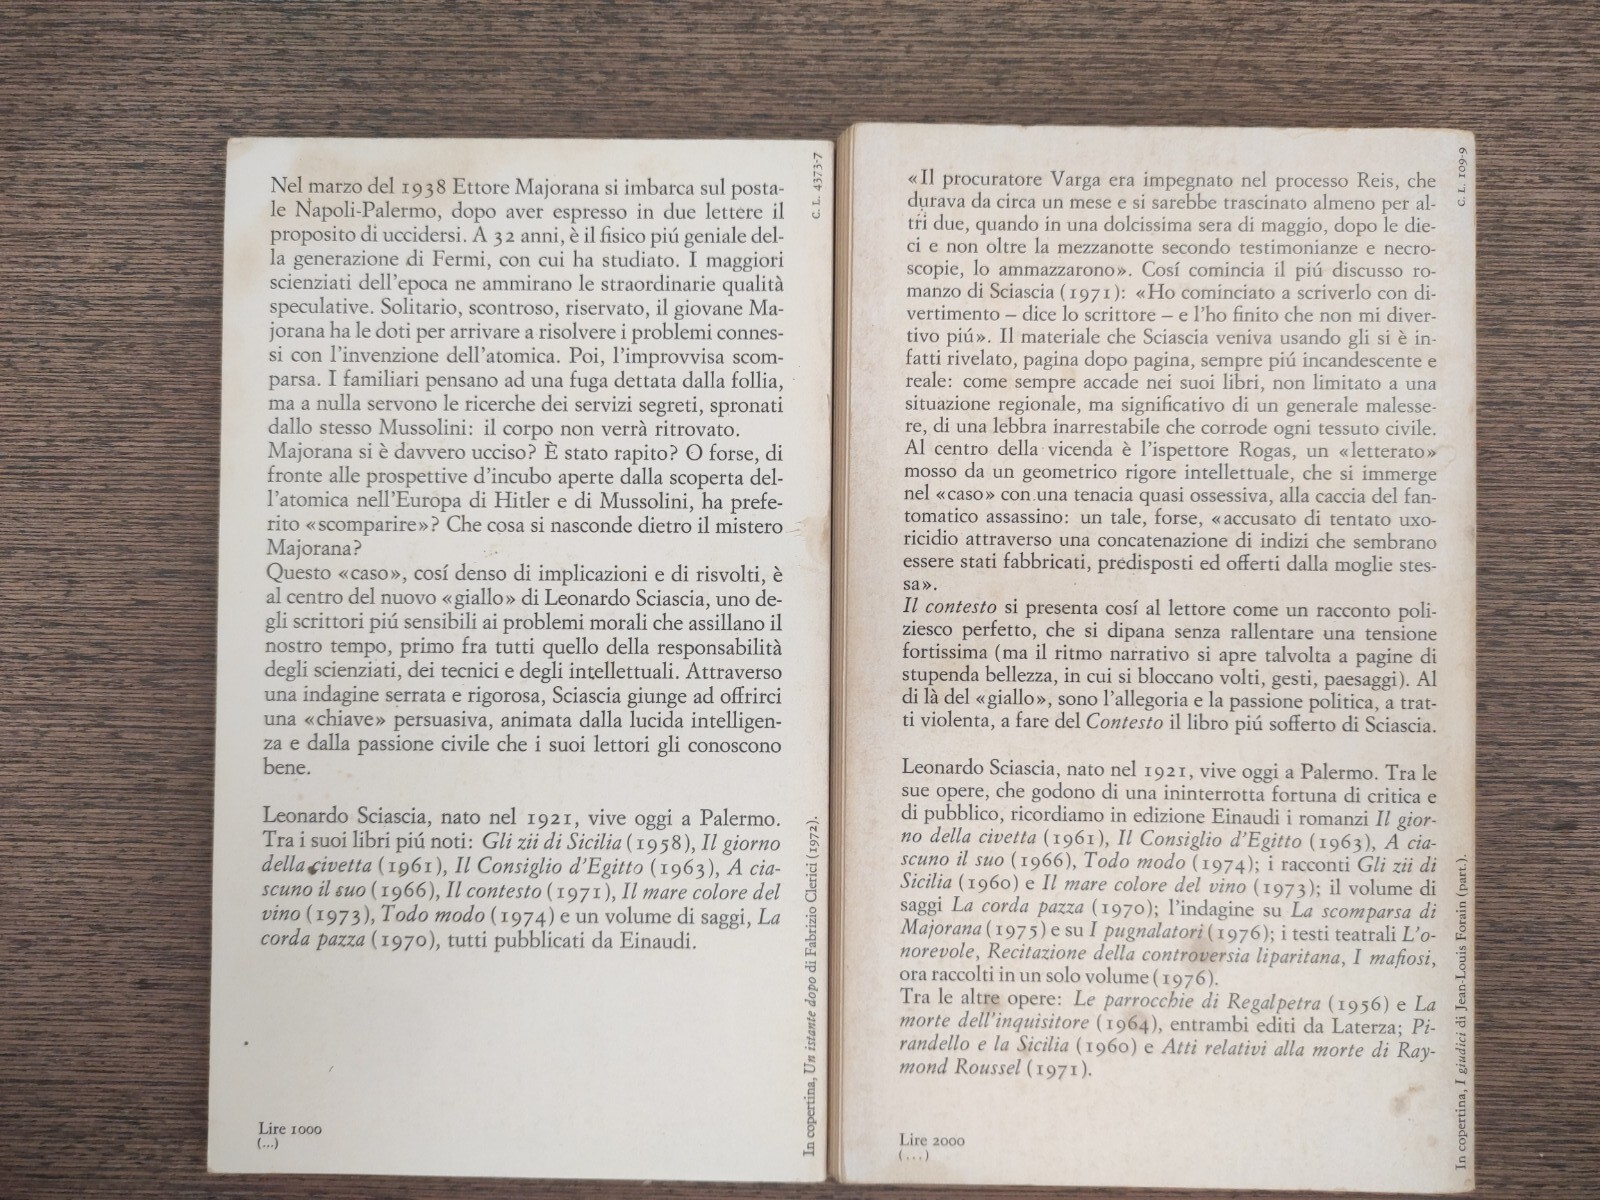 Nel marzo del 1938 Ettore Majorana si imbarca sul posta-
le Napoli-Palermo, dopo aver espresso in due lettere il
proposito di uccidersi. A 32 anni, è il fisico piú geniale del-
la generazione di Fermi, con cui ha studiato. I maggiori
scienziati dell'epoca ne ammirano le straordinarie qualità
speculative. Solitario, scontroso, riservato, il giovane Ma-
jorana ha le doti per arrivare a risolvere i problemi connes-
si con l'invenzione dell'atomica. Poi, l'improvvisa scom-
parsa. I familiari pensano ad una fuga dettata dalla follia,
ma a nulla servono le ricerche dei servizi segreti, spronati
dallo stesso Mussolini: il corpo non verrà ritrovato.
Majorana si è davvero ucciso? È stato rapito? O forse, di
fronte alle prospettive d'incubo aperte dalla scoperta del-
l'atomica nell'Europa di Hitler e di Mussolini, ha prefe-
rito «scomparire»? Che cosa si nasconde dietro il mistero
Majorana?
Questo «caso», cosí denso di implicazioni e di risvolti, è
al centro del nuovo «giallo» di Leonardo Sciascia, uno de-
gli scrittori piú sensibili ai problemi morali che assillano il
nostro tempo, primo fra tutti quello della responsabilità
degli scienziati, dei tecnici e degli intellettuali. Attraverso
una indagine serrata e rigorosa, Sciascia giunge ad offrirci
una «chiave» persuasiva, animata dalla lucida intelligen-
za e dalla passione civile che i suoi lettori gli conoscono
bene.
Leonardo Sciascia, nato nel 1921, vive oggi a Palermo.
Tra i suoi libri piú noti: Gli zii di Sicilia (1958), Il giorno
della civetta (1961), Il Consiglio d'Egitto (1963), A cia-
scuno il suo (1966), Il contesto (1971), Il mare colore del
vino (1973), Todo modo (1974) e un volume di saggi, La
corda pazza (1970), tutti pubblicati da Einaudi.
Lire 1000
(...)
C. L. 4373-7
In copertina, Un istante dopo di Fabrizio Clerici (1972).
«Il procuratore Varga era impegnato nel processo Reis, che
durava da circa un mese e si sarebbe trascinato almeno per al-
tri due, quando in una dolcissima sera di maggio, dopo le die-
ci e non oltre la mezzanotte secondo testimonianze e necro-
scopie, lo ammazzarono». Cosí comincia il piú discusso ro-
manzo di Sciascia (1971): «Ho cominciato a scriverlo con di-
vertimento – dice lo scrittore – e l'ho finito che non mi diver-
tivo piú». Il materiale che Sciascia veniva usando gli si è in-
fatti rivelato, pagina dopo pagina, sempre piú incandescente e
reale: come sempre accade nei suoi libri, non limitato a una
situazione regionale, ma significativo di un generale malesse-
re, di una lebbra inarrestabile che corrode ogni tessuto civile.
Al centro della vicenda è l'ispettore Rogas, un «letterato»
mosso da un geometrico rigore intellettuale, che si immerge
nel «caso» con una tenacia quasi ossessiva, alla caccia del fan-
tomatico assassino: un tale, forse, «accusato di tentato uxo-
ricidio attraverso una concatenazione di indizi che sembrano
essere stati fabbricati, predisposti ed offerti dalla moglie stes-
sa».
Il contesto si presenta cosí al lettore come un racconto poli-
ziesco perfetto, che si dipana senza rallentare una tensione
fortissima (ma il ritmo narrativo si apre talvolta a pagine di
stupenda bellezza, in cui si bloccano volti, gesti, paesaggi). Al
di là del «giallo», sono l'allegoria e la passione politica, a trat-
ti violenta, a fare del Contesto il libro piú sofferto di Sciascia.
Leonardo Sciascia, nato nel 1921, vive oggi a Palermo. Tra le
sue opere, che godono di una ininterrotta fortuna di critica e
di pubblico, ricordiamo in edizione Einaudi i romanzi Il gior-
no della civetta (1961), Il Consiglio d'Egitto (1963), A cia-
scuno il suo (1966), Todo modo (1974); i racconti Gli zii di
Sicilia (1960) e Il mare colore del vino (1973); il volume di
saggi La corda pazza (1970); l'indagine su La scomparsa di
Majorana (1975) e su I pugnalatori (1976); i testi teatrali L'o-
norevole, Recitazione della controversia liparitana, I mafiosi,
ora raccolti in un solo volume (1976).
Tra le altre opere: Le parrocchie di Regalpetra (1956) e La
morte dell'inquisitore (1964), entrambi editi da Laterza; Pi-
randello e la Sicilia (1960) e Atti relativi alla morte di Ray-
mond Roussel (1971).
Lire 2000
(...)
C. L. 109-9
In copertina, I giudici di Jean-Louis Forain (part.).